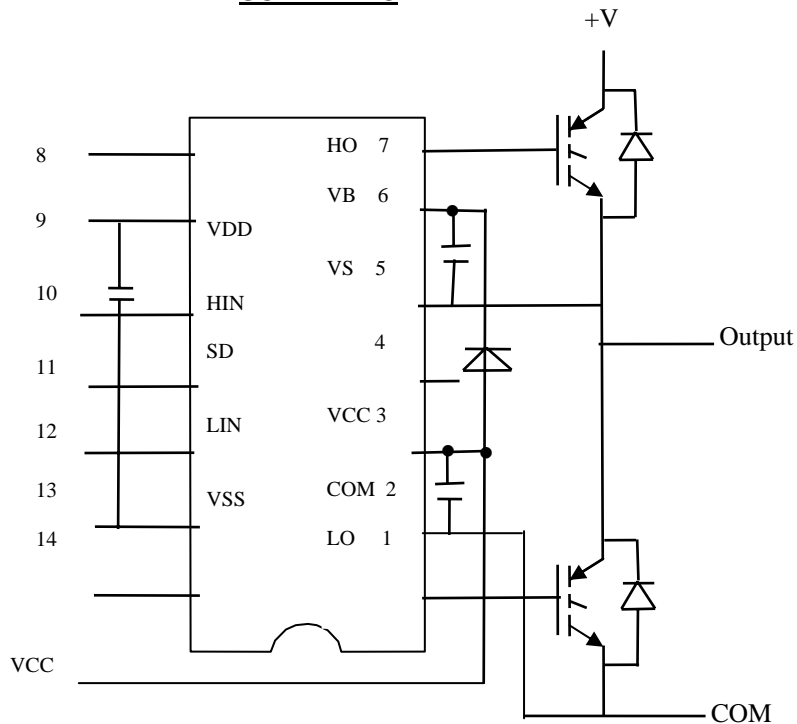 +V
8
HO 7
9
VB 6
VDD
10
VS 5
HIN
11
SD
4
Output
12
LIN
VCC 3
13
VSS
COM 2
14
LO 1
VCC
COM